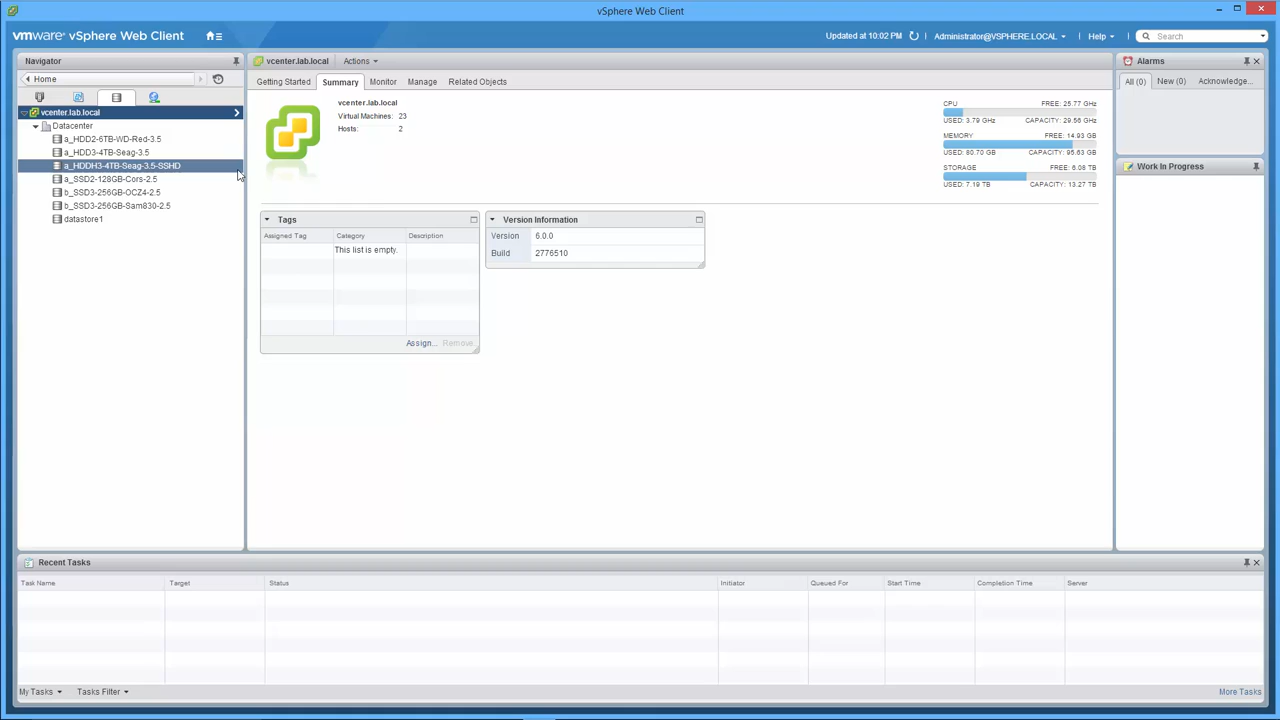 vSphere Web Client
vmware® vSphere Web Client
Updated at 10:02 PM
Administrator@VSPHERE.LOCAL
Help
Search
Navigator
Home
vcenter.lab.local
Datacenter
a_HDD2-6TB-WD-Red-3.5
a_HDD3-4TB-Seag-3.5
a_HDDH3-4TB-Seag-3.5-SSHD
a_SSD2-128GB-Cors-2.5
b_SSD3-256GB-OCZ4-2.5
b_SSD3-256GB-Sam830-2.5
datastore1
vcenter.lab.local
Actions
Getting Started
Summary
Monitor
Manage
Related Objects
vcenter.lab.local
Virtual Machines: 23
Hosts: 2
CPU FREE: 25.77 GHz
USED: 3.79 GHz CAPACITY: 29.56 GHz
MEMORY FREE: 14.93 GB
USED: 80.70 GB CAPACITY: 95.63 GB
STORAGE FREE: 6.08 TB
USED: 7.19 TB CAPACITY: 13.27 TB
Tags
Assigned Tag Category Description
This list is empty.
Assign... Remove
Version Information
Version 6.0.0
Build 2776510
Alarms
All (0) New (0) Acknowledge...
Work In Progress
Recent Tasks
Task Name Target Status Initiator Queued For Start Time Completion Time Server
My Tasks Tasks Filter More Tasks